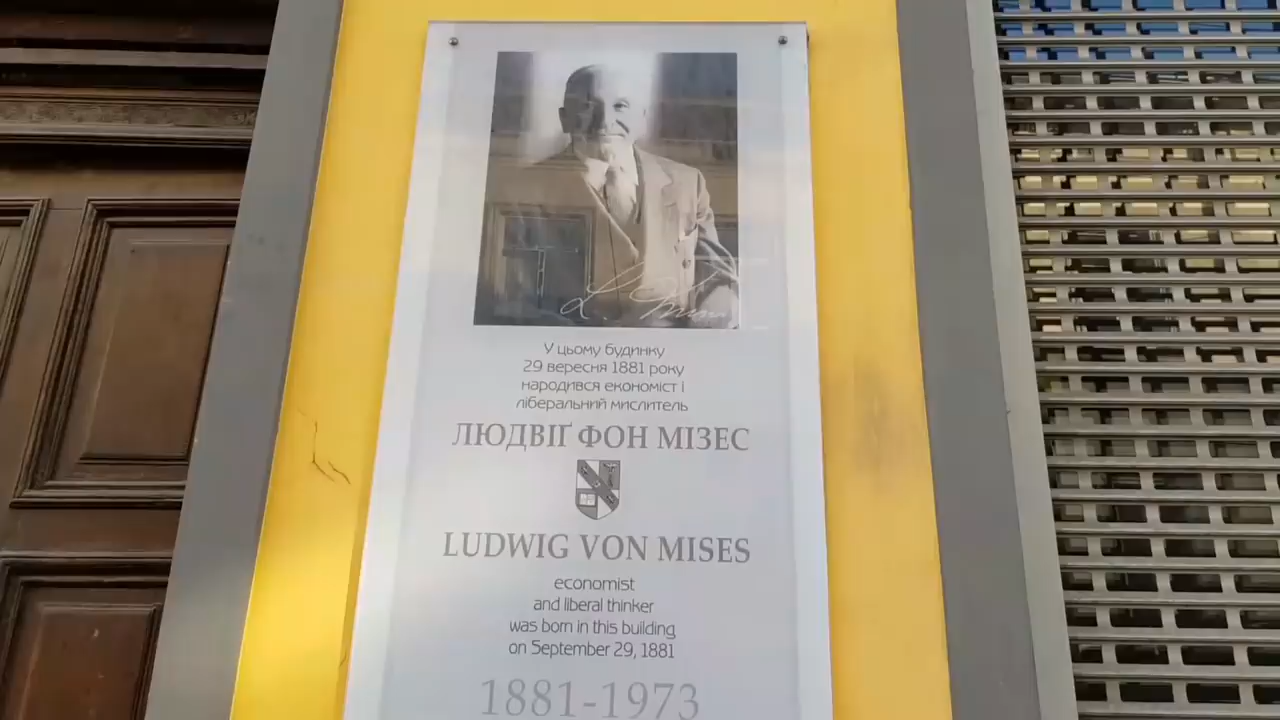 L. Mises
У цьому будинку
29 вересня 1881 року
народився економіст і
ліберальний мислитель
ЛЮДВІҐ ФОН МІЗЕС
LUDWIG VON MISES
economist
and liberal thinker
was born in this building
on September 29, 1881
1881-1973